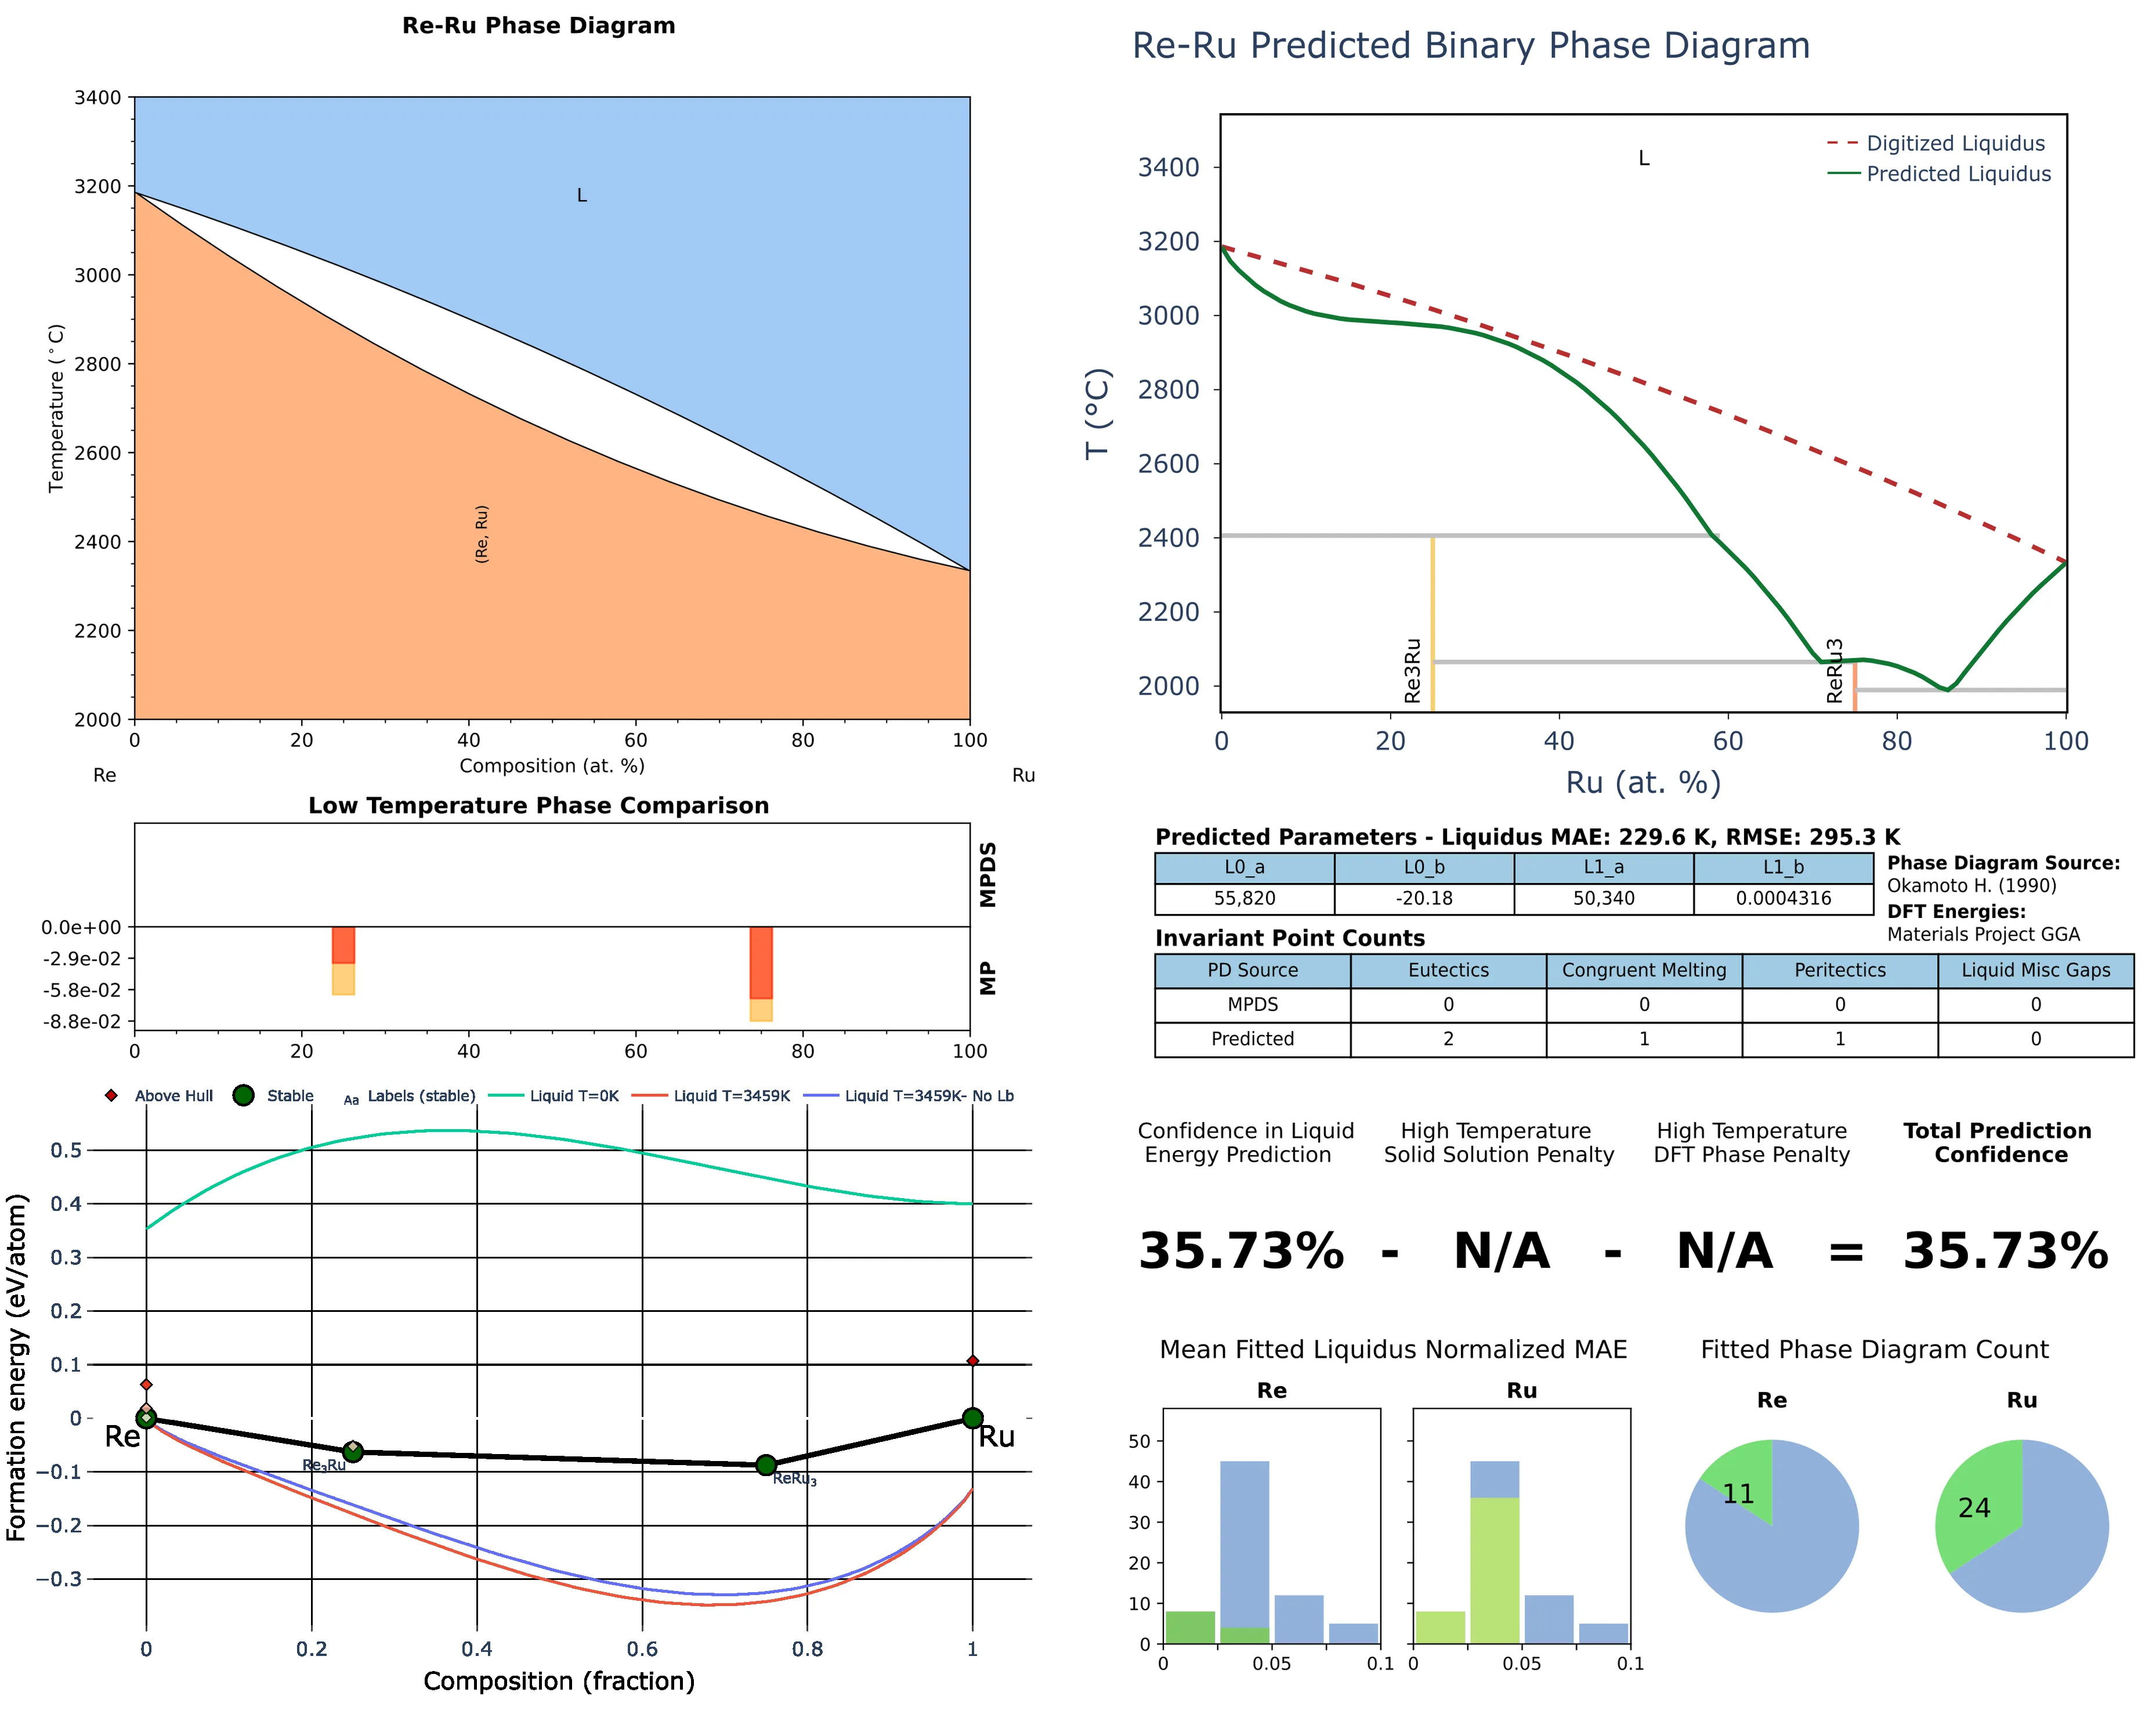 Re-Ru Phase Diagram
3400
3200
3000
2800
2600
2400
2200
2000
Temperature (°C)
L
(Re, Ru)
0 20 40 60 80 100
Re Composition (at. %) Ru
Low Temperature Phase Comparison
MPDS
MP
0.0e+00
-2.9e-02
-5.8e-02
-8.8e-02
0 20 40 60 80 100
Above Hull Stable Aa Labels (stable) Liquid T=0K Liquid T=3459K Liquid T=3459K- No Lb
Formation energy (eV/atom)
0.5
0.4
0.3
0.2
0.1
0
−0.1
−0.2
−0.3
Re
Re₃Ru
ReRu₃
Ru
0 0.2 0.4 0.6 0.8 1
Composition (fraction)
Re-Ru Predicted Binary Phase Diagram
L
Digitized Liquidus
Predicted Liquidus
T (°C)
3400
3200
3000
2800
2600
2400
2200
2000
Re3Ru
ReRu3
0 20 40 60 80 100
Ru (at. %)
Predicted Parameters - Liquidus MAE: 229.6 K, RMSE: 295.3 K
L0_a L0_b L1_a L1_b
55,820 -20.18 50,340 0.0004316
Phase Diagram Source:
Okamoto H. (1990)
DFT Energies:
Materials Project GGA
Invariant Point Counts
PD Source Eutectics Congruent Melting Peritectics Liquid Misc Gaps
MPDS 0 0 0 0
Predicted 2 1 1 0
Confidence in Liquid
Energy Prediction
High Temperature
Solid Solution Penalty
High Temperature
DFT Phase Penalty
Total Prediction
Confidence
35.73% - N/A - N/A = 35.73%
Mean Fitted Liquidus Normalized MAE
Re
50
40
30
20
10
0
0 0.05 0.1
Ru
0 0.05 0.1
Fitted Phase Diagram Count
Re
11
Ru
24